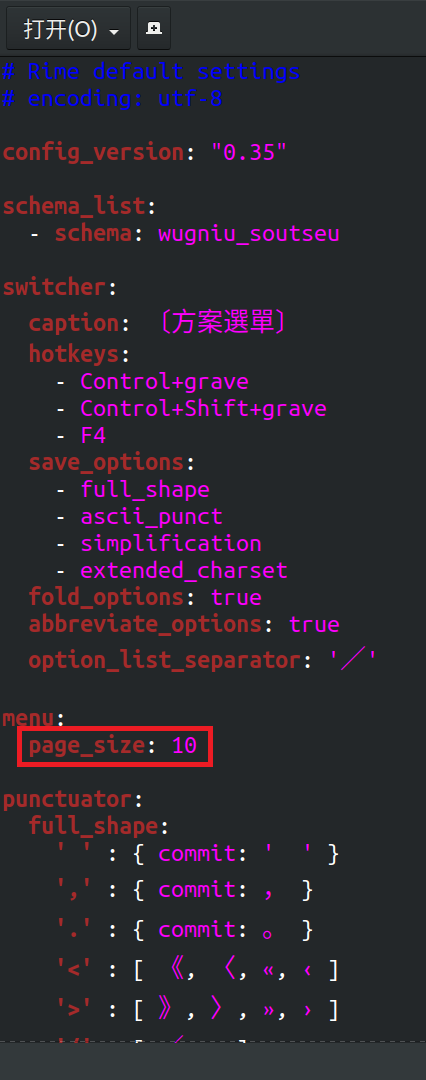 打开(O)
# Rime default settings
# encoding: utf-8
config_version: "0.35"
schema_list:
- schema: wugniu_soutseu
switcher:
caption: 〔方案選單〕
hotkeys:
- Control+grave
- Control+Shift+grave
- F4
save_options:
- full_shape
- ascii_punct
- simplification
- extended_charset
fold_options: true
abbreviate_options: true
option_list_separator: '／'
menu:
page_size: 10
punctuator:
full_shape:
' ' : { commit: '　' }
',' : { commit: ， }
'.' : { commit: 。 }
'<' : [ 《, 〈, «, ‹ ]
'>' : [ 》, 〉, », › ]